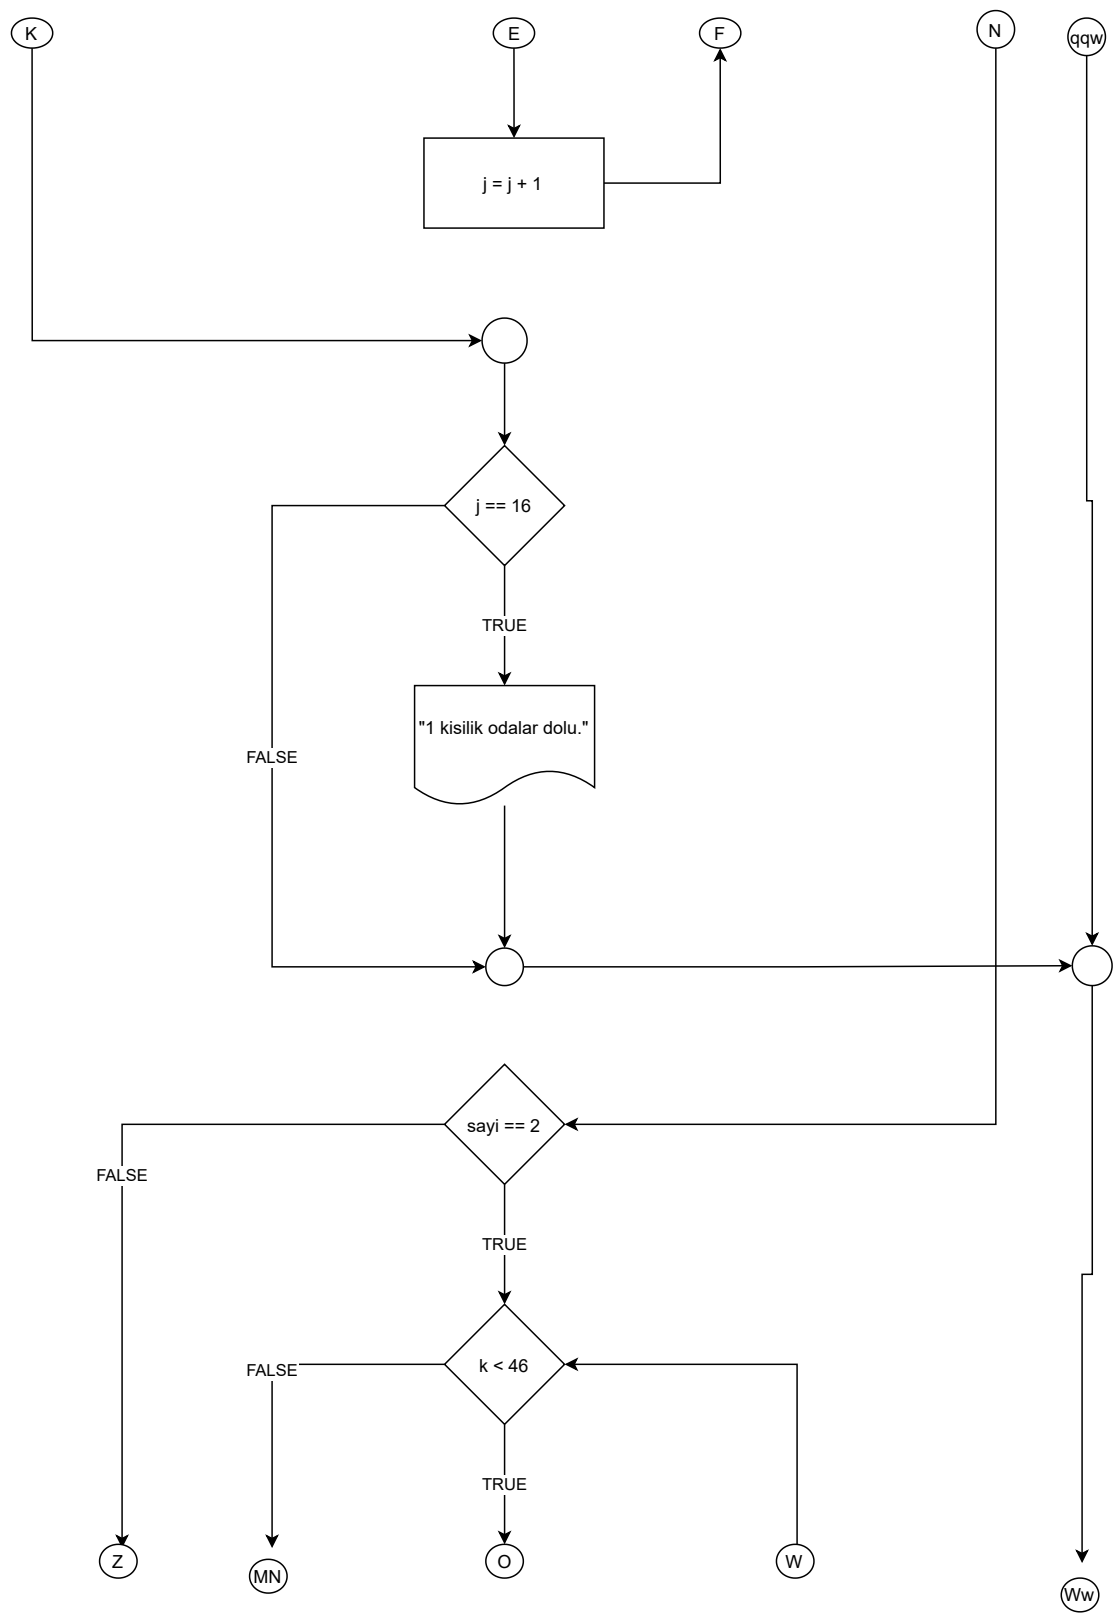 K
E
F
N
qqw
j = j + 1
j == 16
TRUE
"1 kisilik odalar dolu."
FALSE
sayi == 2
FALSE
TRUE
k < 46
FALSE
TRUE
Z
MN
O
W
Ww